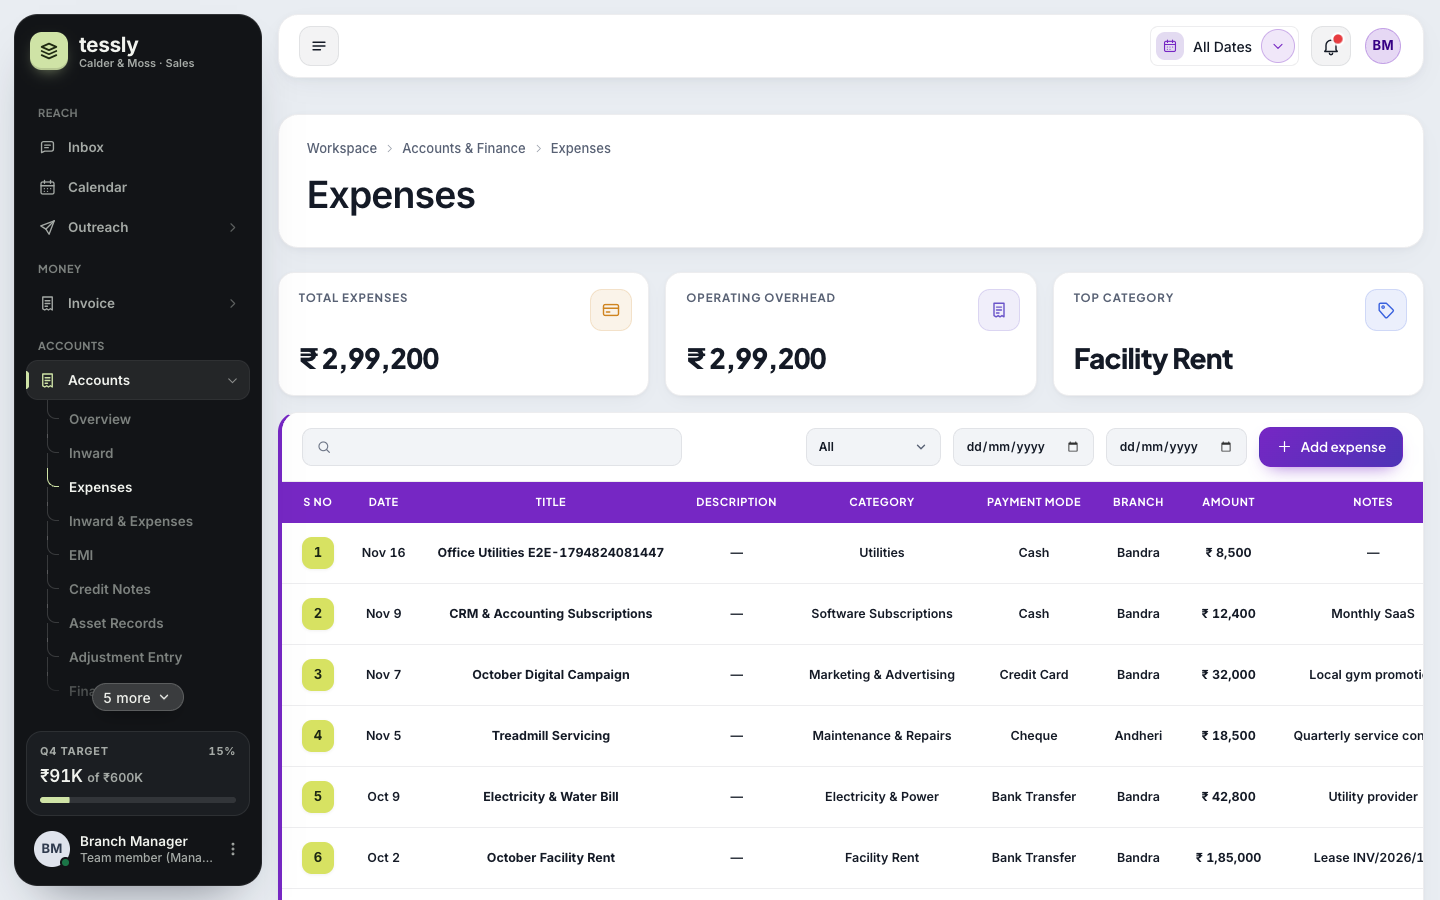 tessly
Calder & Moss · Sales
REACH
Inbox
Calendar
Outreach
MONEY
Invoice
ACCOUNTS
Accounts
Overview
Inward
Expenses
Inward & Expenses
EMI
Credit Notes
Asset Records
Adjustment Entry
5 more
Q4 TARGET 15%
₹91K of ₹600K
BM Branch Manager
Team member (Mana...
All Dates BM
Workspace > Accounts & Finance > Expenses
Expenses
TOTAL EXPENSES
₹ 2,99,200
OPERATING OVERHEAD
₹ 2,99,200
TOP CATEGORY
Facility Rent
All dd/mm/yyyy dd/mm/yyyy + Add expense
S NO DATE TITLE DESCRIPTION CATEGORY PAYMENT MODE BRANCH AMOUNT NOTES
1 Nov 16 Office Utilities E2E-1794824081447 — Utilities Cash Bandra ₹ 8,500 —
2 Nov 9 CRM & Accounting Subscriptions — Software Subscriptions Cash Bandra ₹ 12,400 Monthly SaaS
3 Nov 7 October Digital Campaign — Marketing & Advertising Credit Card Bandra ₹ 32,000 Local gym promoti
4 Nov 5 Treadmill Servicing — Maintenance & Repairs Cheque Andheri ₹ 18,500 Quarterly service con
5 Oct 9 Electricity & Water Bill — Electricity & Power Bank Transfer Bandra ₹ 42,800 Utility provider
6 Oct 2 October Facility Rent — Facility Rent Bank Transfer Bandra ₹ 1,85,000 Lease INV/2026/1